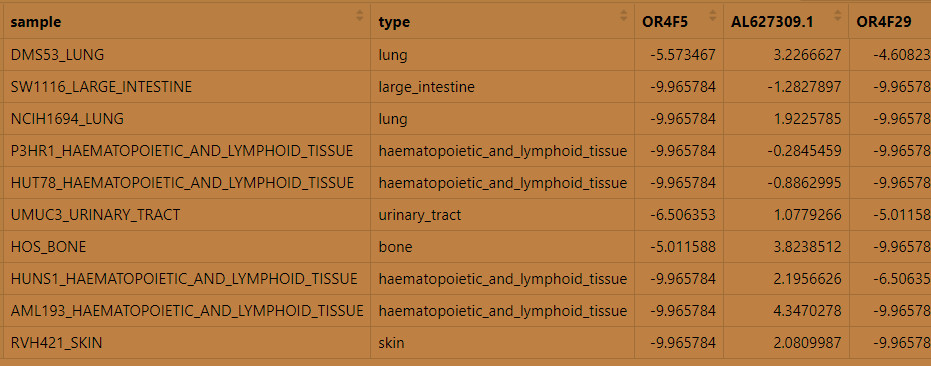 sample type OR4F5 AL627309.1 OR4F29
DMS53_LUNG lung -5.573467 3.2266627 -4.60823
SW1116_LARGE_INTESTINE large_intestine -9.965784 -1.2827897 -9.96578
NCIH1694_LUNG lung -9.965784 1.9225785 -9.96578
P3HR1_HAEMATOPOIETIC_AND_LYMPHOID_TISSUE haematopoietic_and_lymphoid_tissue -9.965784 -0.2845459 -9.96578
HUT78_HAEMATOPOIETIC_AND_LYMPHOID_TISSUE haematopoietic_and_lymphoid_tissue -9.965784 -0.8862995 -9.96578
UMUC3_URINARY_TRACT urinary_tract -6.506353 1.0779266 -5.01158
HOS_BONE bone -5.011588 3.8238512 -9.96578
HUNS1_HAEMATOPOIETIC_AND_LYMPHOID_TISSUE haematopoietic_and_lymphoid_tissue -9.965784 2.1956626 -6.50635
AML193_HAEMATOPOIETIC_AND_LYMPHOID_TISSUE haematopoietic_and_lymphoid_tissue -9.965784 4.3470278 -9.96578
RVH421_SKIN skin -9.965784 2.0809987 -9.96578